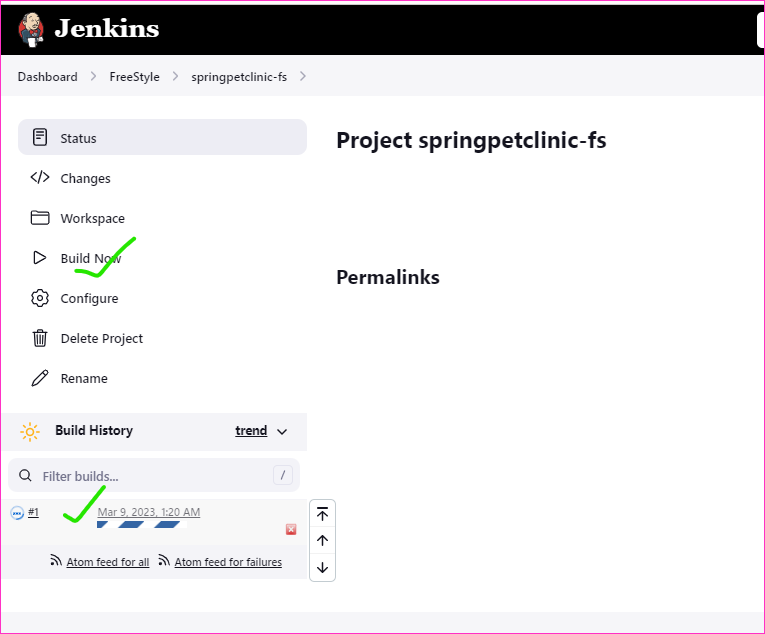 Jenkins
Dashboard > FreeStyle > springpetclinic-fs >
Status
Changes
Workspace
Build Now
Configure
Delete Project
Rename
Project springpetclinic-fs
Permalinks
Build History trend
Filter builds... /
#1 Mar 9, 2023, 1:20 AM
Atom feed for all Atom feed for failures